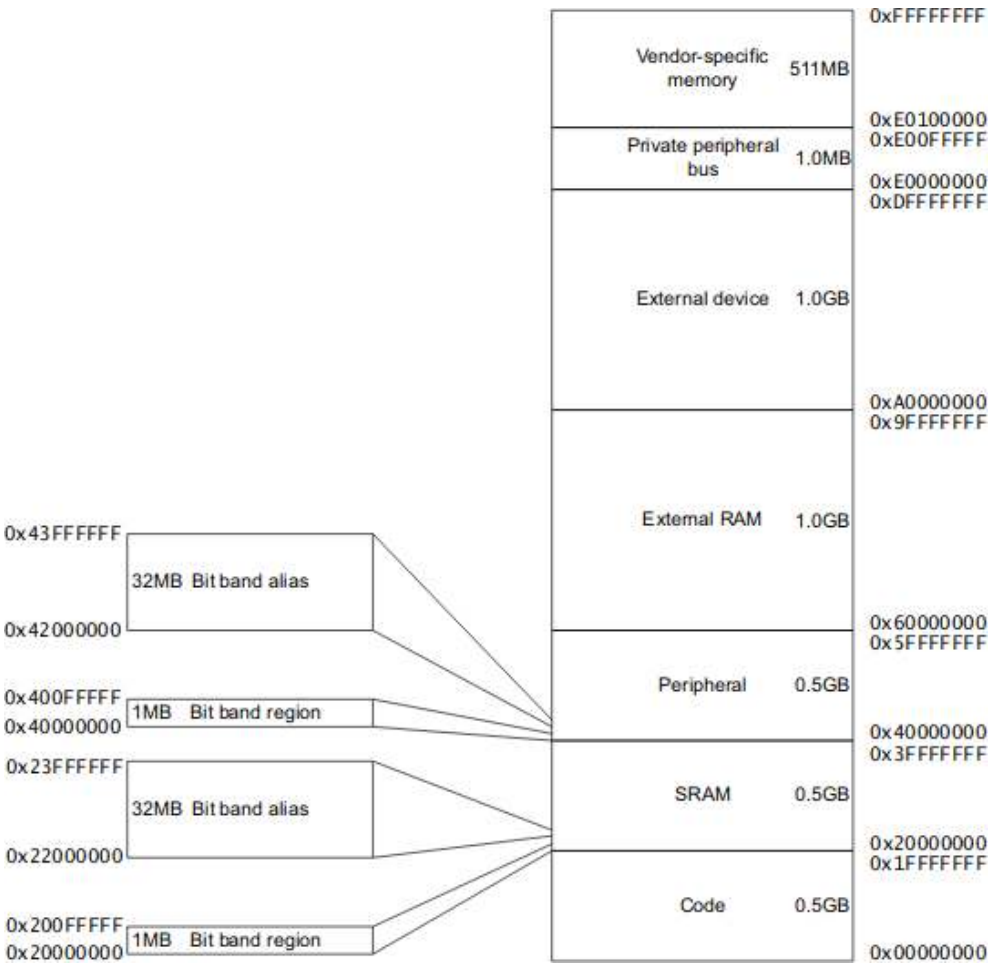 0xFFFFFFFF
Vendor-specific
memory
511MB
0xE0100000
0xE00FFFFF
Private peripheral
bus
1.0MB
0xE0000000
0xDFFFFFFF
External device 1.0GB
0xA0000000
0x9FFFFFFF
External RAM 1.0GB
0x60000000
0x5FFFFFFF
Peripheral 0.5GB
0x40000000
0x3FFFFFFF
SRAM 0.5GB
0x20000000
0x1FFFFFFF
Code 0.5GB
0x00000000
0x43FFFFFF
32MB Bit band alias
0x42000000
0x400FFFFF
1MB Bit band region
0x40000000
0x23FFFFFF
32MB Bit band alias
0x22000000
0x200FFFFF
1MB Bit band region
0x20000000